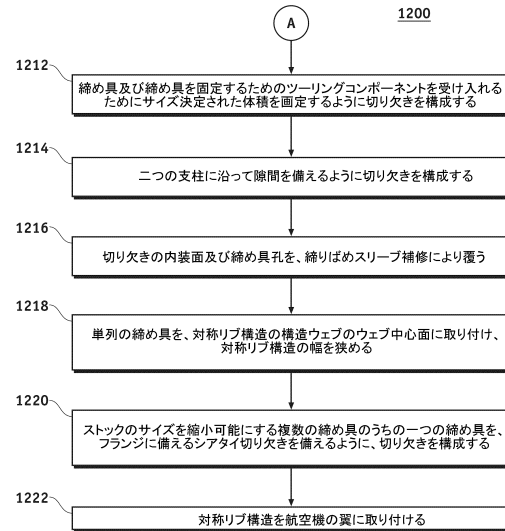 A
1200
1212
締め具及び締め具を固定するためのツーリングコンポーネントを受け入れる
ためにサイズ決定された体積を画定するように切り欠きを構成する
1214
二つの支柱に沿って隙間を備えるように切り欠きを構成する
1216
切り欠きの内装面及び締め具孔を、締りばめスリーブ補修により覆う
1218
単列の締め具を、対称リブ構造の構造ウェブのウェブ中心面に取り付け、
対称リブ構造の幅を狭める
1220
ストックのサイズを縮小可能にする複数の締め具のうちの一つの締め具を、
フランジに備えるシアタイ切り欠きを備えるように、切り欠きを構成する
1222
対称リブ構造を航空機の翼に取り付ける